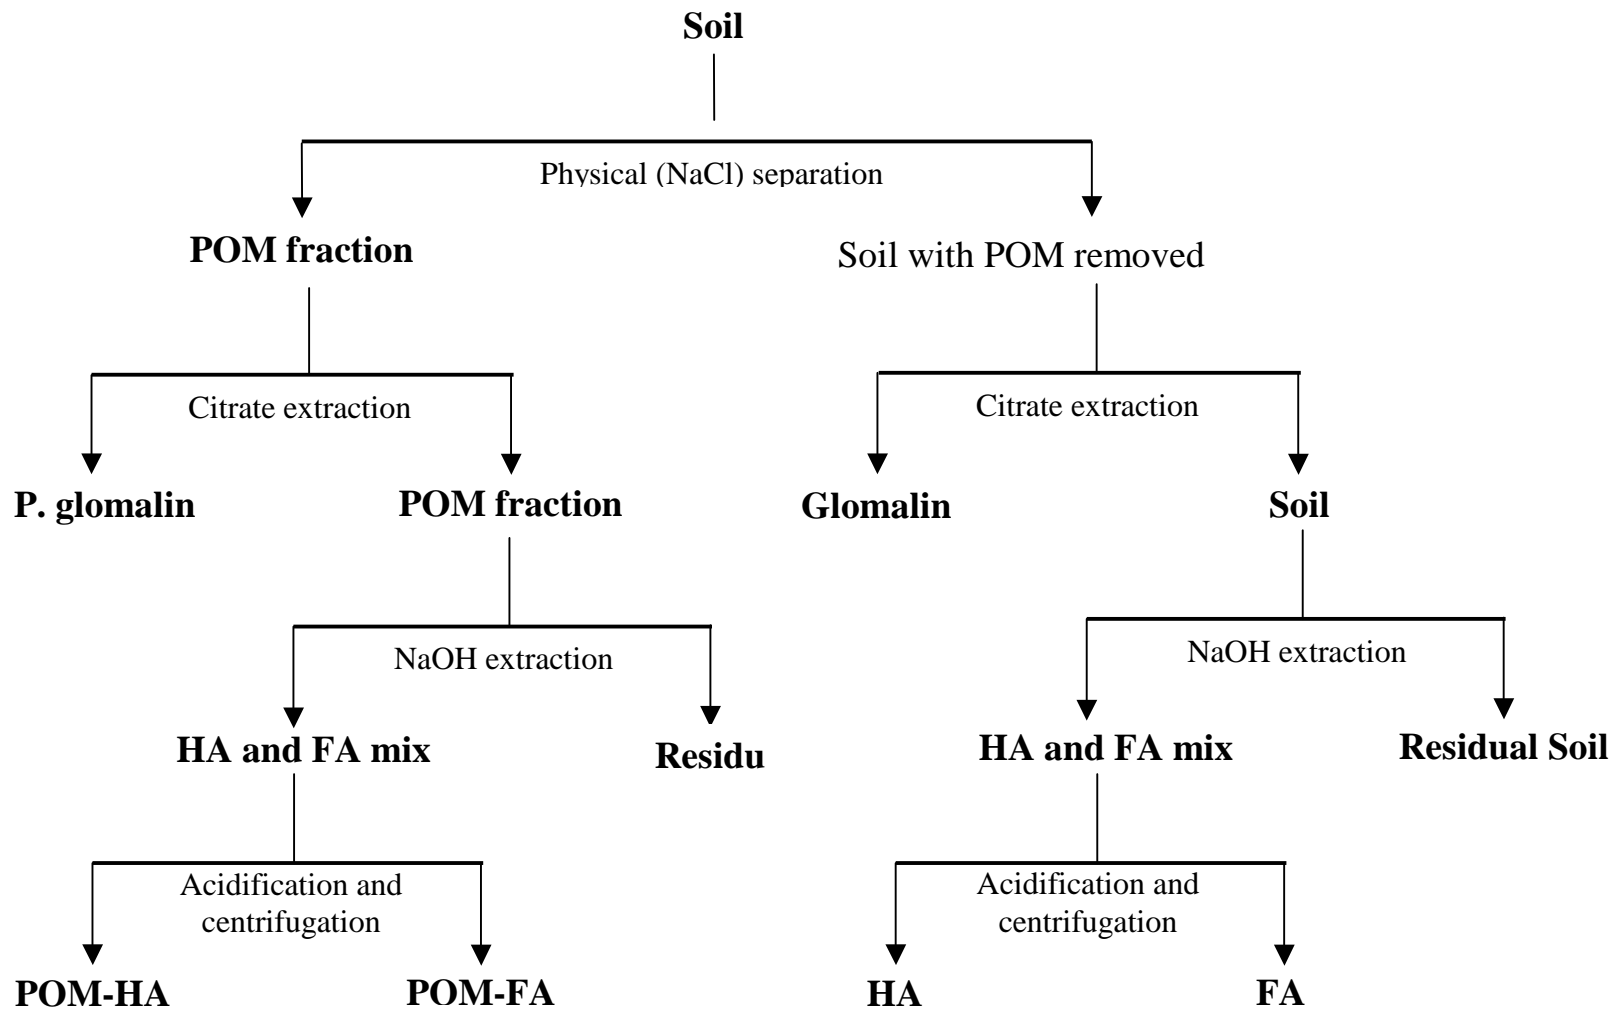 Soil
Physical (NaCl) separation
POM fraction
Soil with POM removed
Citrate extraction
Citrate extraction
P. glomalin
POM fraction
Glomalin
Soil
NaOH extraction
NaOH extraction
HA and FA mix
Residu
HA and FA mix
Residual Soil
Acidification and
centrifugation
Acidification and
centrifugation
POM-HA
POM-FA
HA
FA